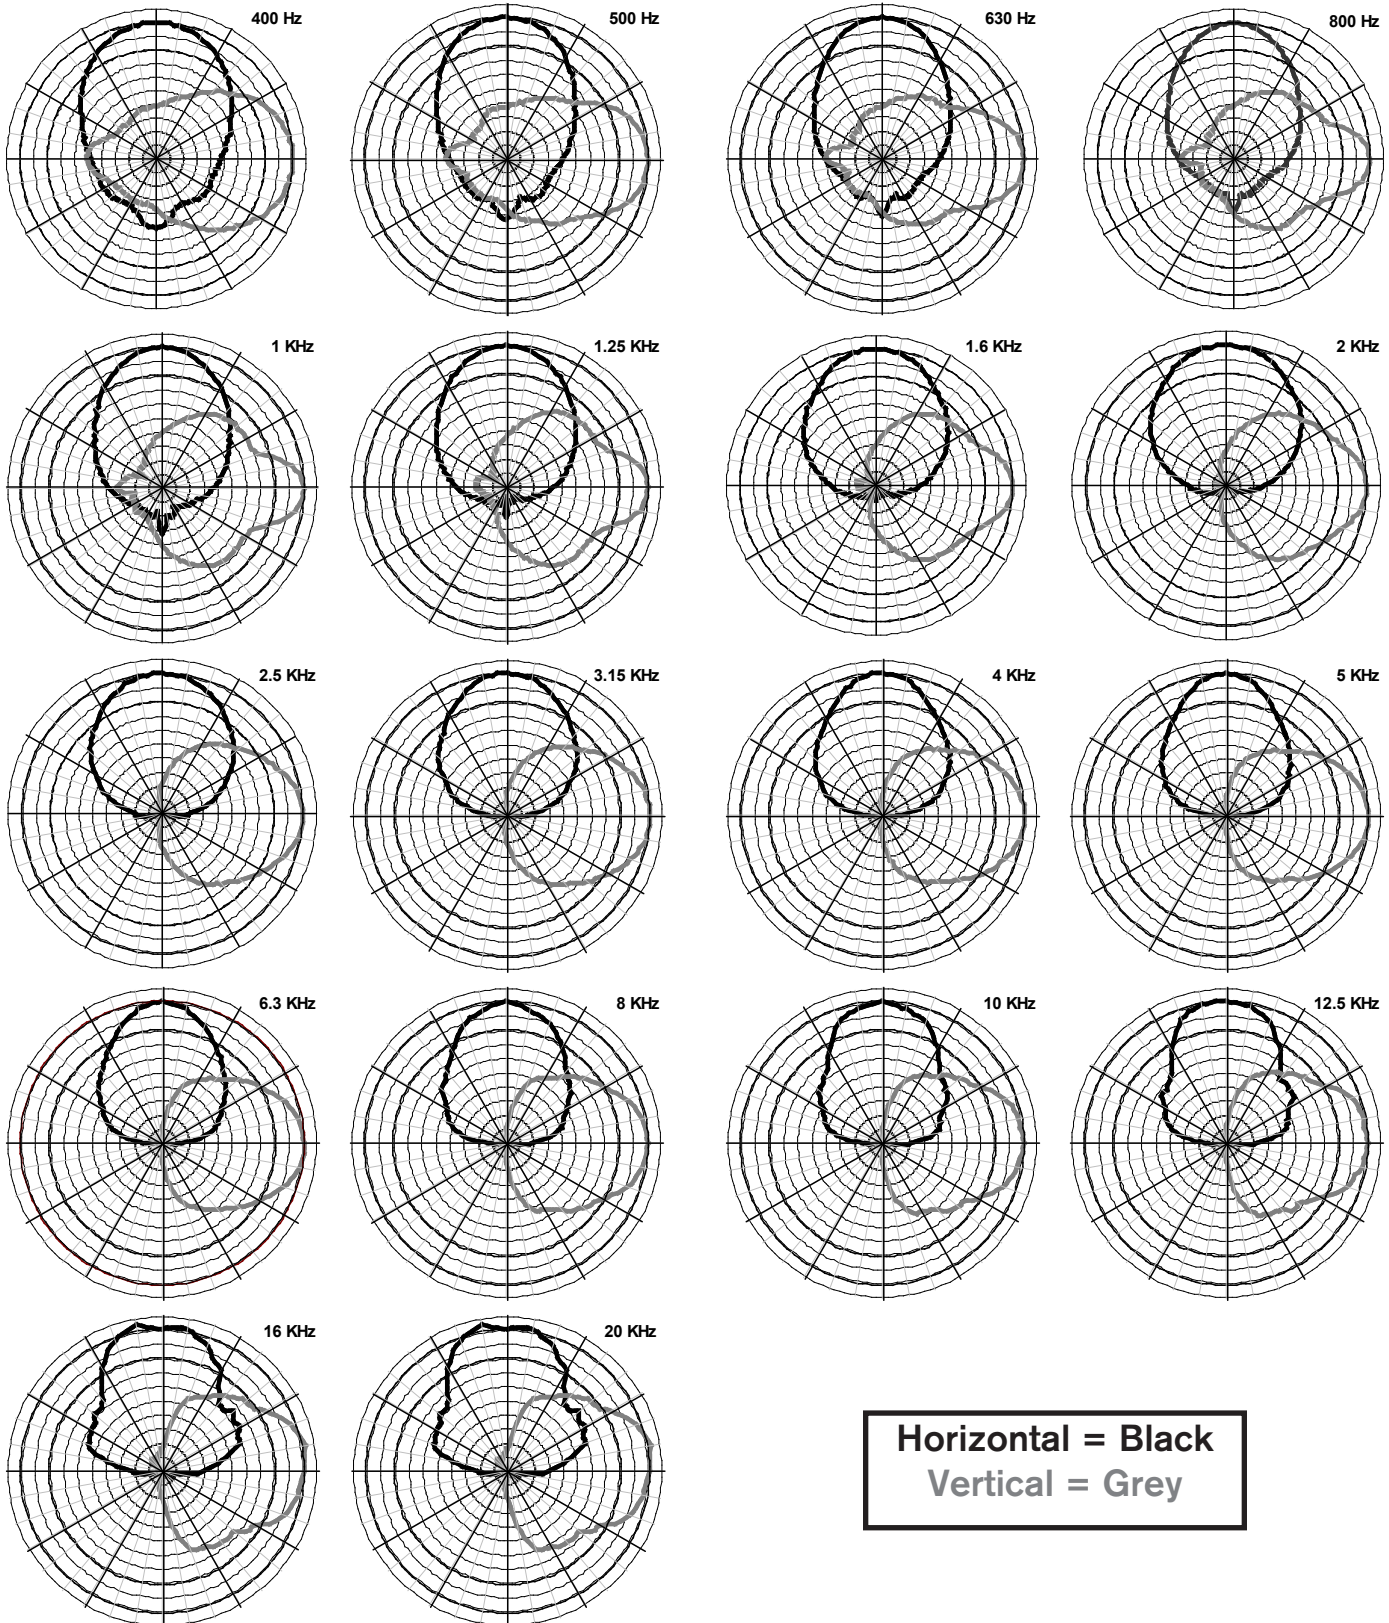 400 Hz
500 Hz
630 Hz
800 Hz
1 KHz
1.25 KHz
1.6 KHz
2 KHz
2.5 KHz
3.15 KHz
4 KHz
5 KHz
6.3 KHz
8 KHz
10 KHz
12.5 KHz
16 KHz
20 KHz
Horizontal = Black
Vertical = Grey